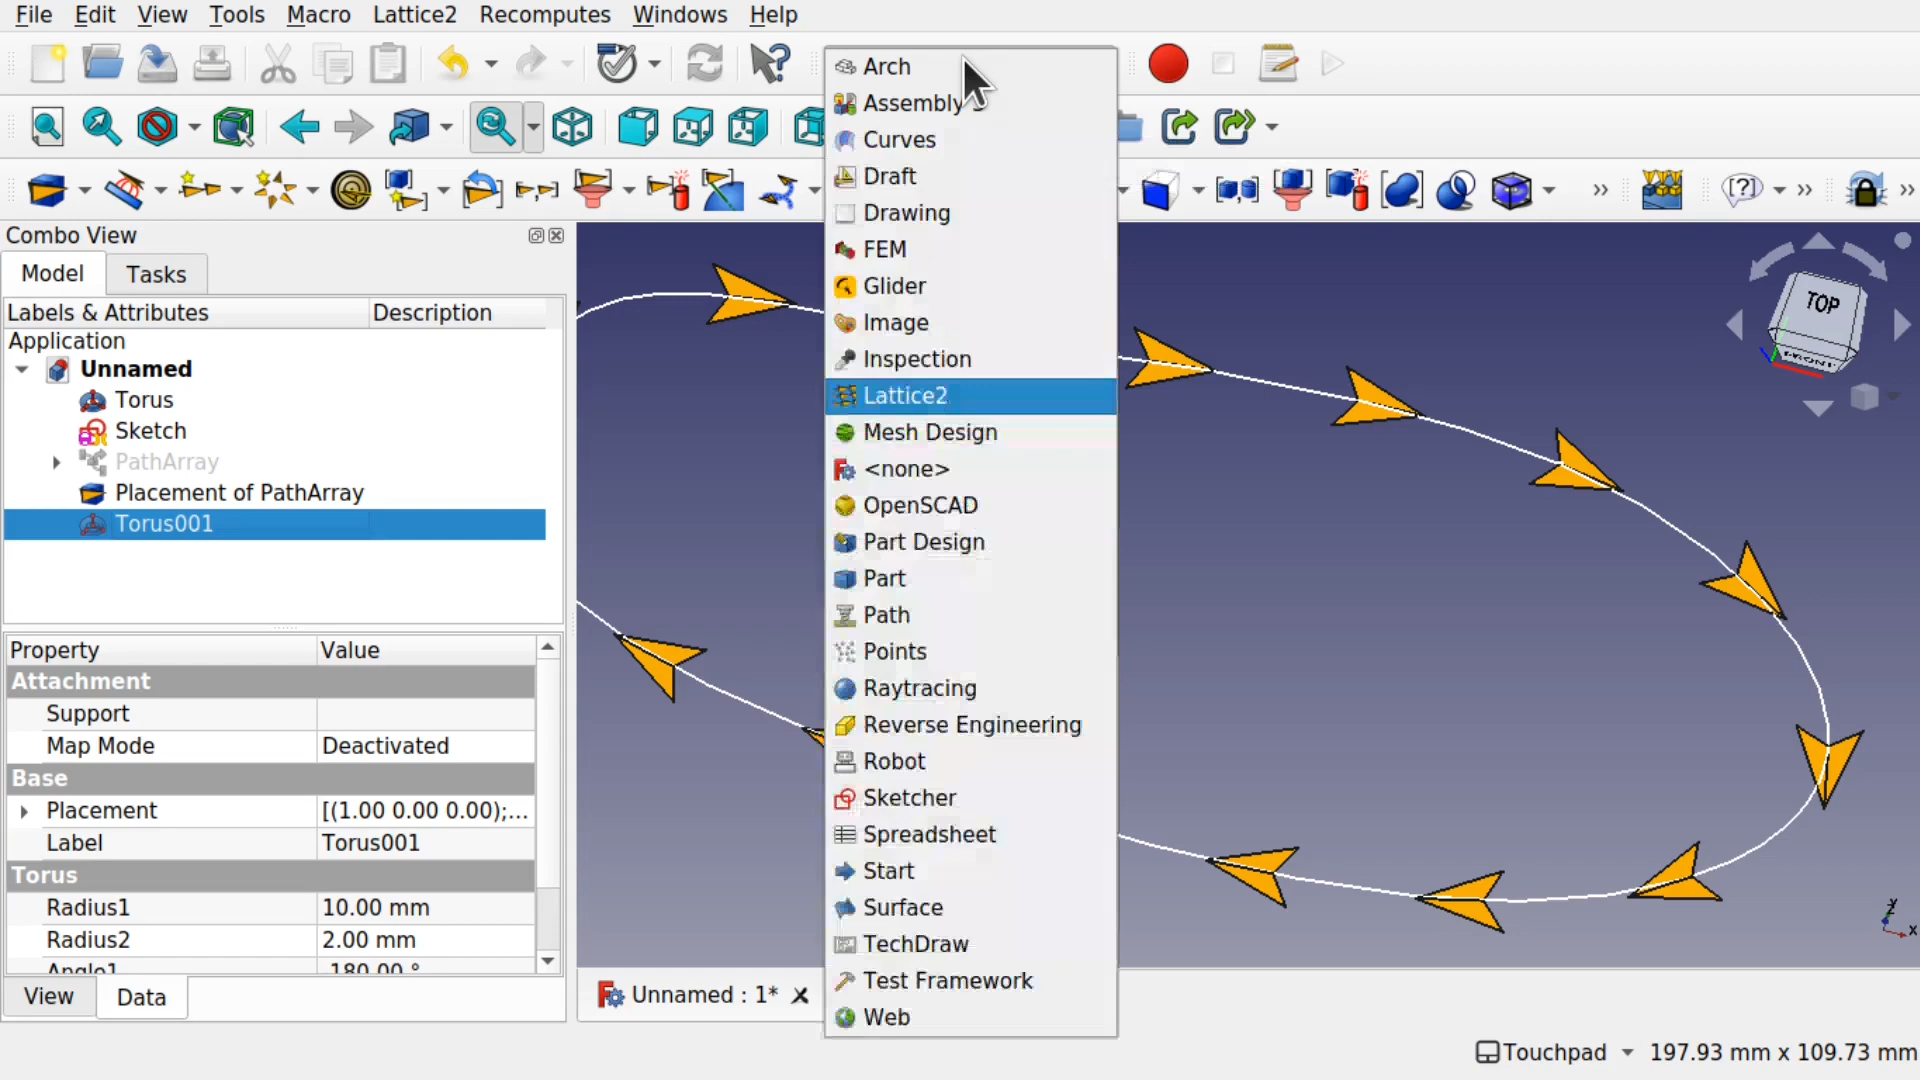 File Edit View Tools Macro Lattice2 Recomputes Windows Help
Combo View
Model Tasks
Labels & Attributes Description
Application
Unnamed
Torus
Sketch
PathArray
Placement of PathArray
Torus001
Property Value
Attachment
Support
Map Mode Deactivated
Base
Placement [(1.00 0.00 0.00);...
Label Torus001
Torus
Radius1 10.00 mm
Radius2 2.00 mm
Angle1 -180.00 °
View Data
Arch
Assembly
Curves
Draft
Drawing
FEM
Glider
Image
Inspection
Lattice2
Mesh Design
<none>
OpenSCAD
Part Design
Part
Path
Points
Raytracing
Reverse Engineering
Robot
Sketcher
Spreadsheet
Start
Surface
TechDraw
Test Framework
Web
TOP
FRONT
Z
X
Unnamed : 1*
Touchpad 197.93 mm x 109.73 mm